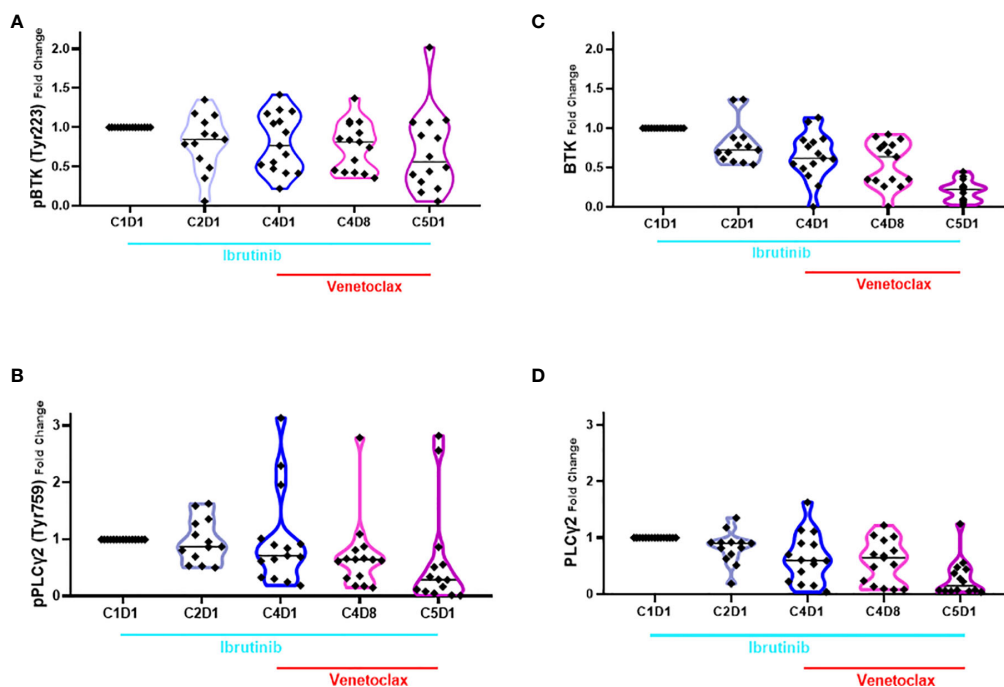 A
pBTK (Tyr223) Fold Change
2.0
1.5
1.0
0.5
0.0
C1D1 C2D1 C4D1 C4D8 C5D1
Ibrutinib
Venetoclax
C
BTK Fold Change
2.0
1.5
1.0
0.5
0.0
C1D1 C2D1 C4D1 C4D8 C5D1
Ibrutinib
Venetoclax
B
pPLCγ2 (Tyr759) Fold Change
3
2
1
0
C1D1 C2D1 C4D1 C4D8 C5D1
Ibrutinib
Venetoclax
D
PLCγ2 Fold Change
3
2
1
0
C1D1 C2D1 C4D1 C4D8 C5D1
Ibrutinib
Venetoclax